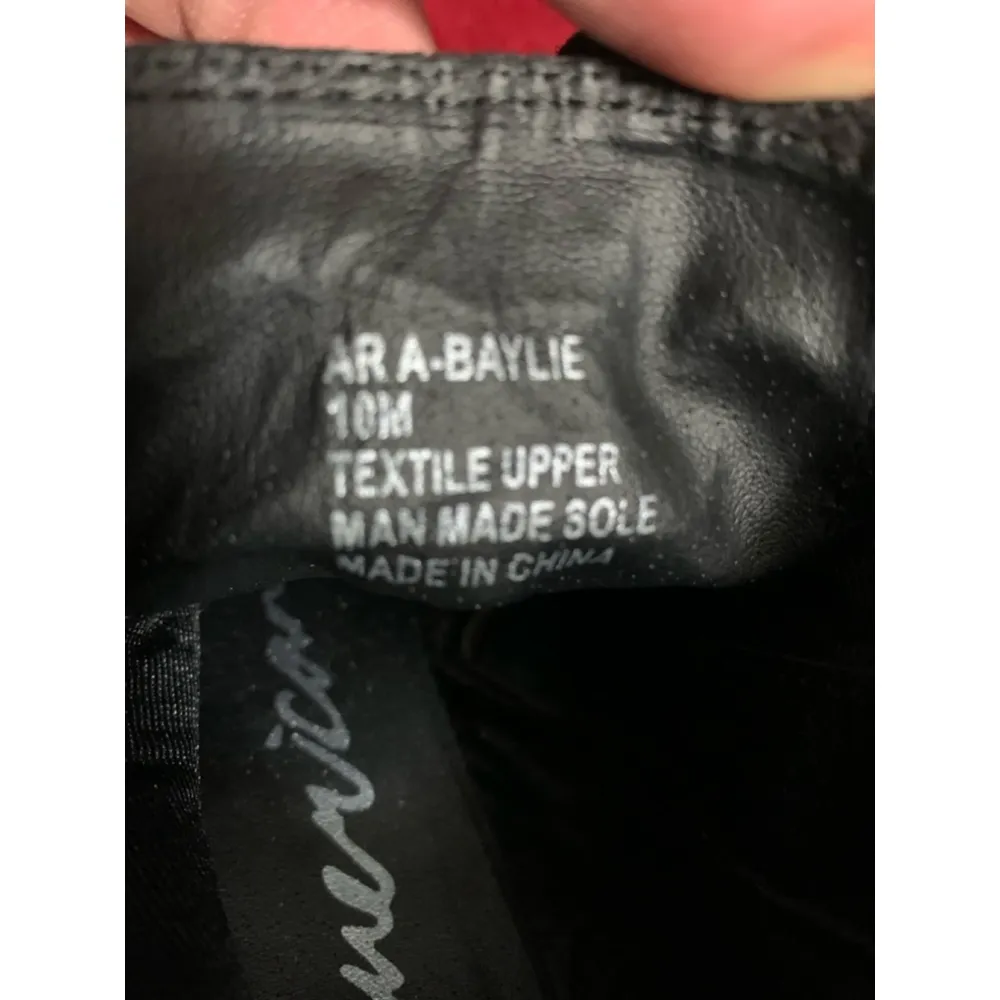 AR A-BAYLIE
10M
TEXTILE UPPER
MAN MADE SOLE
MADE IN CHINA